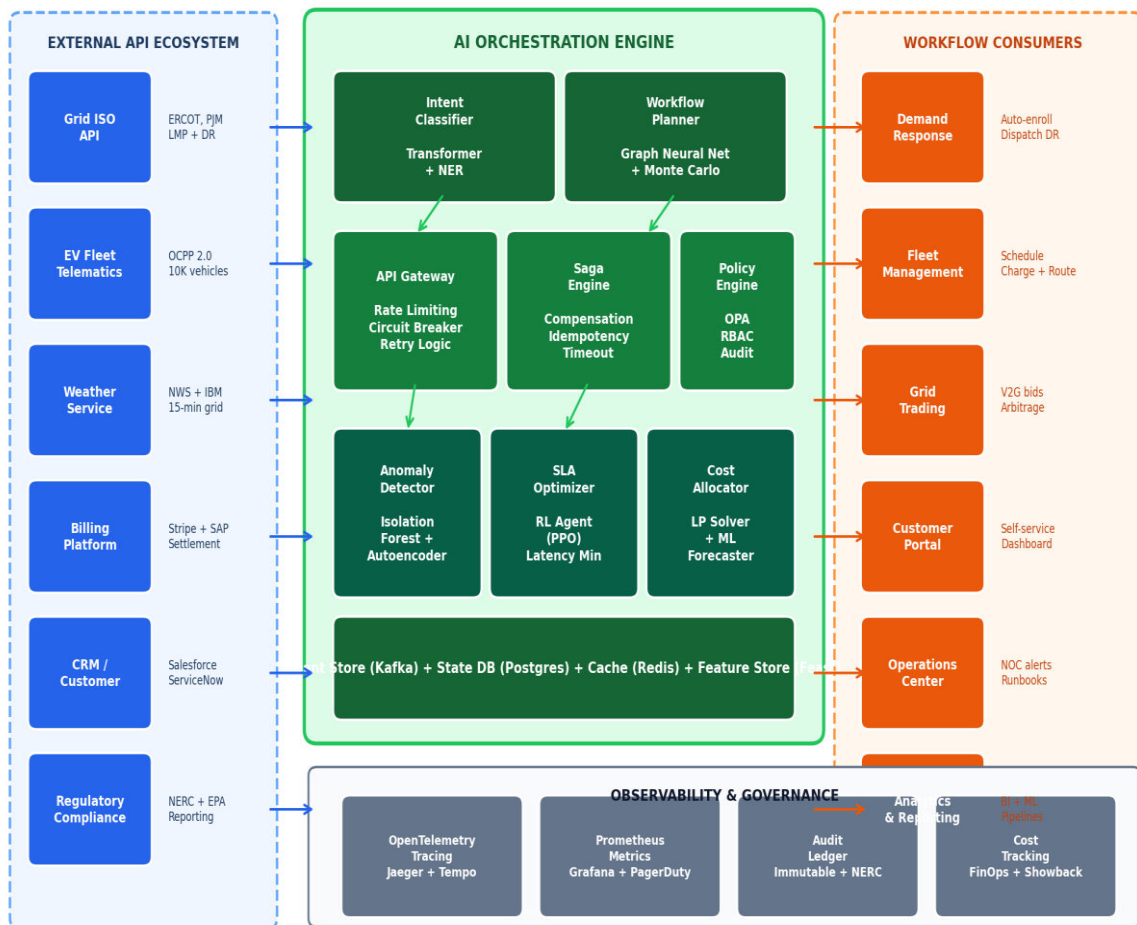 EXTERNAL API ECOSYSTEM
Grid ISO
API
ERCOT, PJM
LMP + DR
EV Fleet
Telematics
OCPP 2.0
10K vehicles
Weather
Service
NWS + IBM
15-min grid
Billing
Platform
Stripe + SAP
Settlement
CRM /
Customer
Salesforce
ServiceNow
Regulatory
Compliance
NERC + EPA
Reporting
AI ORCHESTRATION ENGINE
Intent
Classifier
Transformer
+ NER
Workflow
Planner
Graph Neural Net
+ Monte Carlo
API Gateway
Rate Limiting
Circuit Breaker
Retry Logic
Saga
Engine
Compensation
Idempotency
Timeout
Policy
Engine
OPA
RBAC
Audit
Anomaly
Detector
Isolation
Forest +
Autoencoder
SLA
Optimizer
RL Agent
(PPO)
Latency Min
Cost
Allocator
LP Solver
+ ML
Forecaster
Store (Kafka) + State DB (Postgres) + Cache (Redis) + Feature Store
WORKFLOW CONSUMERS
Demand
Response
Auto-enroll
Dispatch DR
Fleet
Management
Schedule
Charge + Route
Grid
Trading
V2G bids
Arbitrage
Customer
Portal
Self-service
Dashboard
Operations
Center
NOC alerts
Runbooks
Analytics
& Reporting
BI + ML
Pipelines
OBSERVABILITY & GOVERNANCE
OpenTelemetry
Tracing
Jaeger + Tempo
Prometheus
Metrics
Grafana + PagerDuty
Audit
Ledger
Immutable + NERC
Cost
Tracking
FinOps + Showback